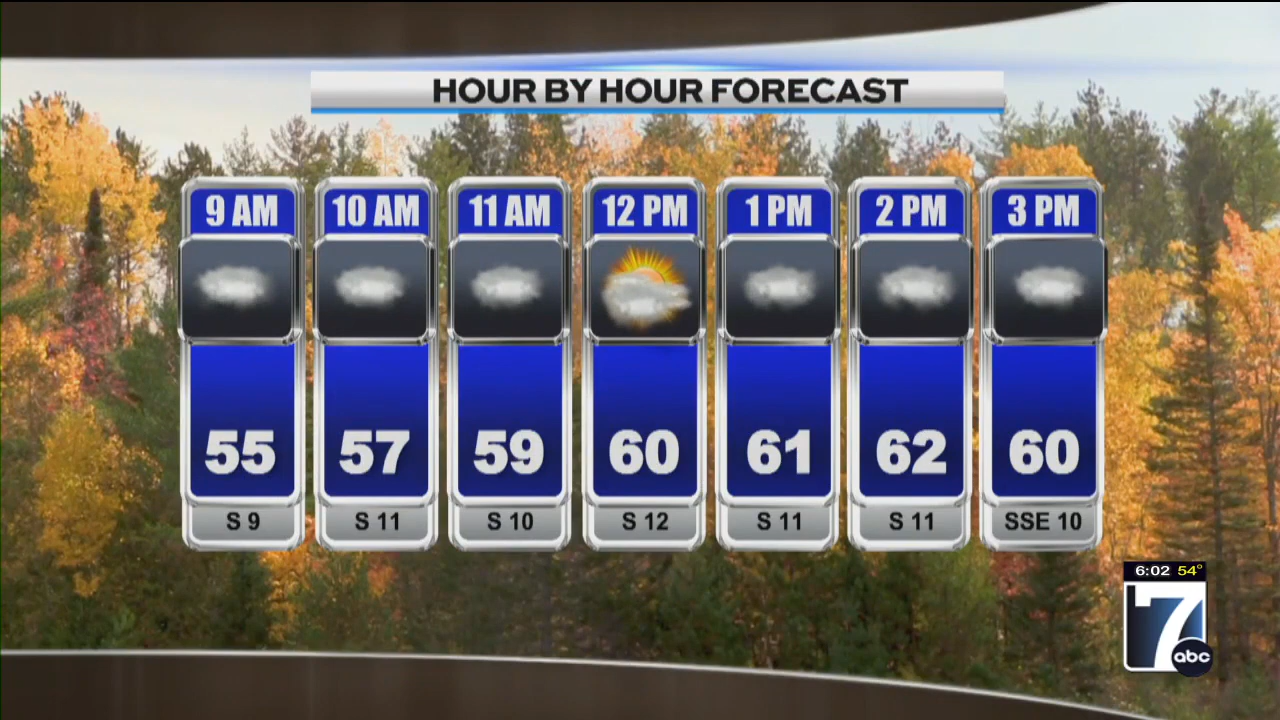 HOUR BY HOUR FORECAST
9 AM 10 AM 11 AM 12 PM 1 PM 2 PM 3 PM
55 57 59 60 61 62 60
S 9 S 11 S 10 S 12 S 11 S 11 SSE 10
6:02 54°
7
abc